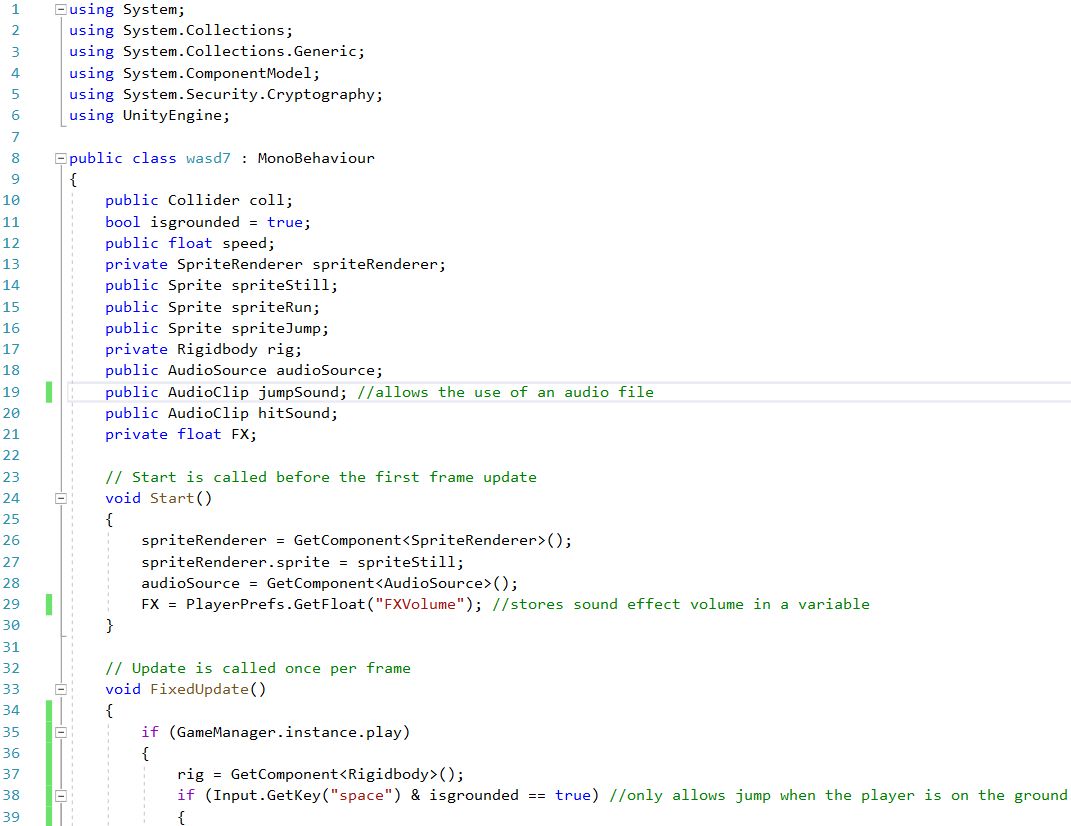 1 using System;
2 using System.Collections;
3 using System.Collections.Generic;
4 using System.ComponentModel;
5 using System.Security.Cryptography;
6 using UnityEngine;
7
8 public class wasd7 : MonoBehaviour
9 {
10 public Collider coll;
11 bool isgrounded = true;
12 public float speed;
13 private SpriteRenderer spriteRenderer;
14 public Sprite spriteStill;
15 public Sprite spriteRun;
16 public Sprite spriteJump;
17 private Rigidbody rig;
18 public AudioSource audioSource;
19 public AudioClip jumpSound; //allows the use of an audio file
20 public AudioClip hitSound;
21 private float FX;
22
23 // Start is called before the first frame update
24 void Start()
25 {
26 spriteRenderer = GetComponent<SpriteRenderer>();
27 spriteRenderer.sprite = spriteStill;
28 audioSource = GetComponent<AudioSource>();
29 FX = PlayerPrefs.GetFloat("FXVolume"); //stores sound effect volume in a variable
30 }
31
32 // Update is called once per frame
33 void FixedUpdate()
34 {
35 if (GameManager.instance.play)
36 {
37 rig = GetComponent<Rigidbody>();
38 if (Input.GetKey("space") & isgrounded == true) //only allows jump when the player is on the ground
39 {